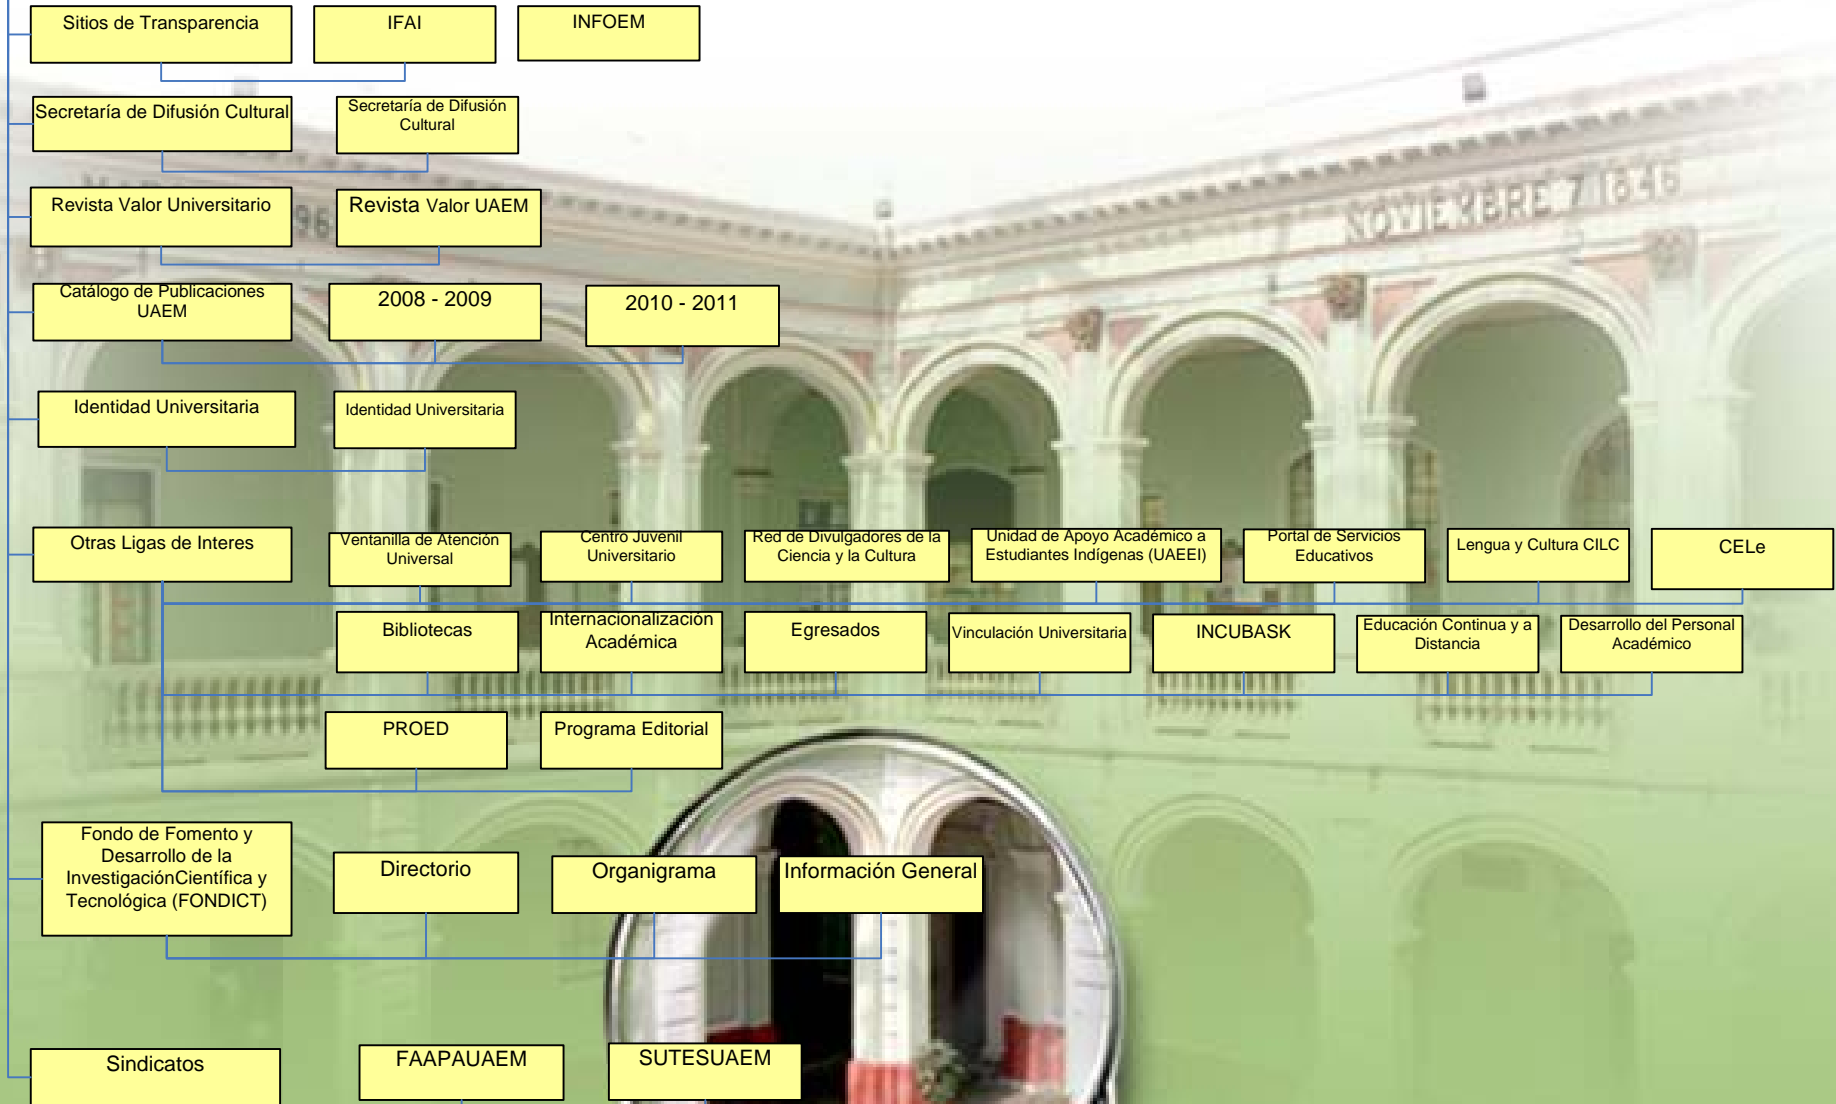 Sitios de Transparencia
IFAI
INFOEM
Secretaría de Difusión Cultural
Secretaría de Difusión
Cultural
NOVIEMBRE 7 1846
Revista Valor Universitario
Revista Valor UAEM
96
Catálogo de Publicaciones
UAEM
2008 - 2009
2010 - 2011
Identidad Universitaria
Identidad Universitaria
Otras Ligas de Interes
Ventanilla de Atención
Universal
Centro Juvenil
Universitario
Red de Divulgadores de la
Ciencia y la Cultura
Unidad de Apoyo Académico a
Estudiantes Indígenas (UAEEI)
Portal de Servicios
Educativos
Lengua y Cultura CILC
CELe
Bibliotecas
Internacionalización
Académica
Egresados
Vinculación Universitaria
INCUBASK
Educación Continua y a
Distancia
Desarrollo del Personal
Académico
PROED
Programa Editorial
Fondo de Fomento y
Desarrollo de la
InvestigaciónCientífica y
Tecnológica (FONDICT)
Directorio
Organigrama
Información General
Sindicatos
FAAPAUAEM
SUTESUAEM